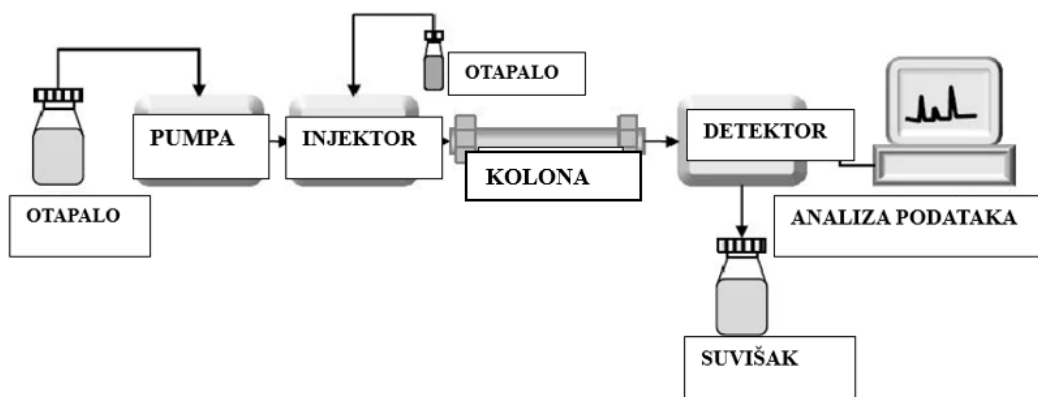 OTAPALO
PUMPA
INJEKTOR
OTAPALO
KOLONA
DETEKTOR
ANALIZA PODATAKA
SUVIŠAK